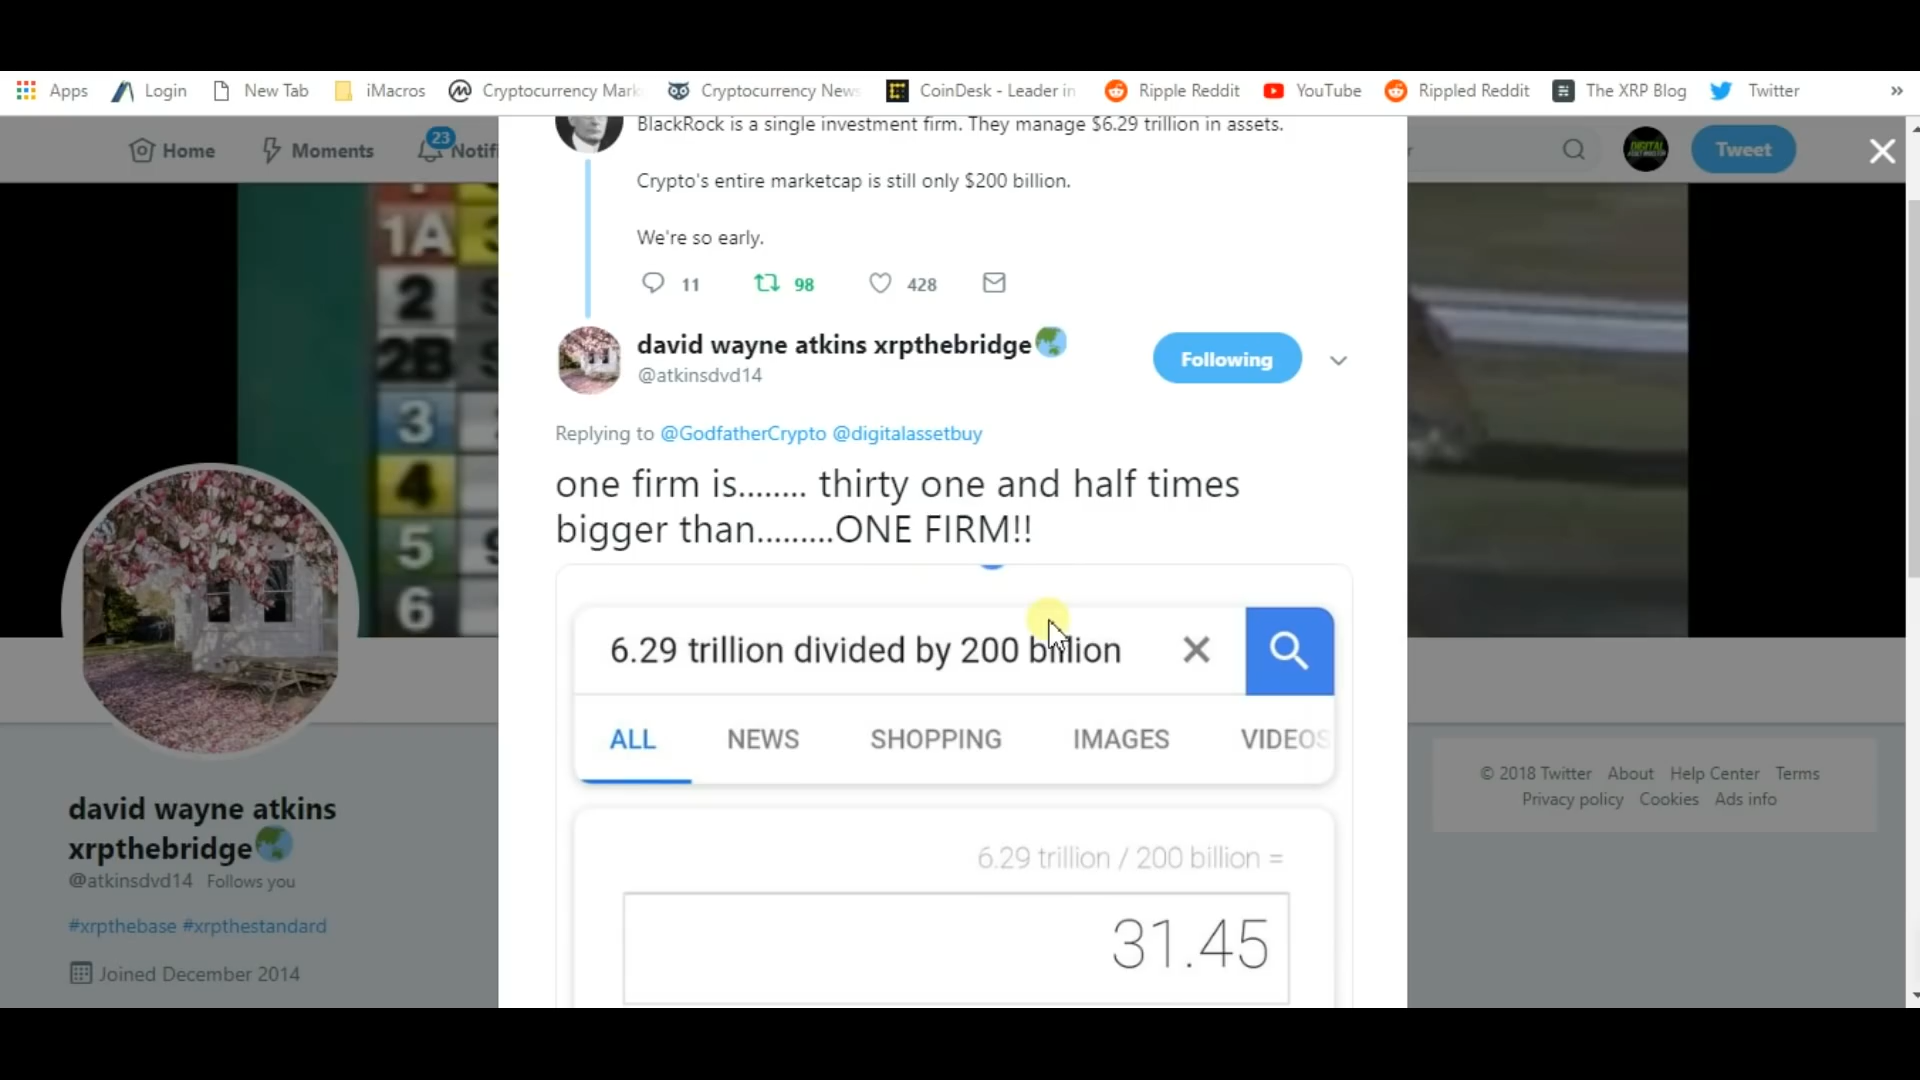 Apps Login New Tab iMacros Cryptocurrency Mark Cryptocurrency News CoinDesk - Leader in Ripple Reddit YouTube Rippled Reddit The XRP Blog Twitter »
Home Moments 23 Notifi
Tweet
BlackRock is a single investment firm. They manage $6.29 trillion in assets.
Crypto's entire marketcap is still only $200 billion.
We're so early.
11 98 428
david wayne atkins xrpthebridge
@atkinsdvd14
Following
Replying to @GodfatherCrypto @digitalassetbuy
one firm is........ thirty one and half times
bigger than.........ONE FIRM!!
6.29 trillion divided by 200 billion
ALL NEWS SHOPPING IMAGES VIDEOS
6.29 trillion / 200 billion =
31.45
1A
2
2B
3
4
5
6
david wayne atkins
xrpthebridge
@atkinsdvd14 Follows you
#xrpthebase #xrpthestandard
Joined December 2014
© 2018 Twitter About Help Center Terms
Privacy policy Cookies Ads info